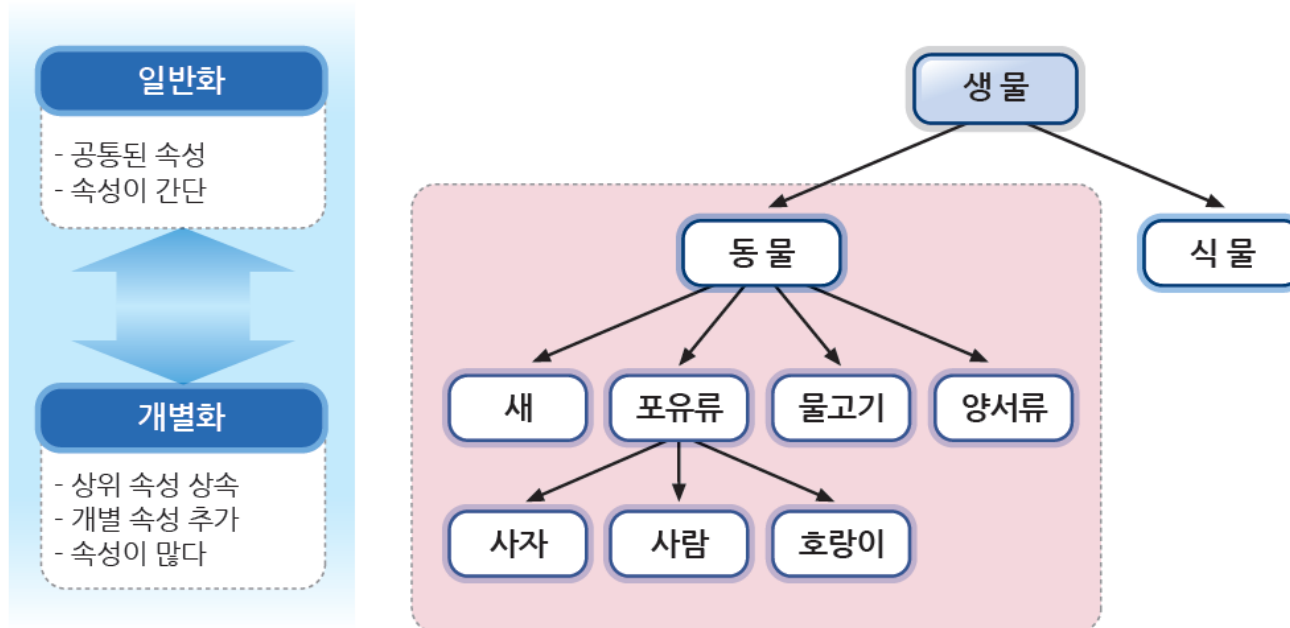 일반화
- 공통된 속성
- 속성이 간단
개별화
- 상위 속성 상속
- 개별 속성 추가
- 속성이 많다
생 물
동 물
식 물
새
포유류
물고기
양서류
사자
사람
호랑이